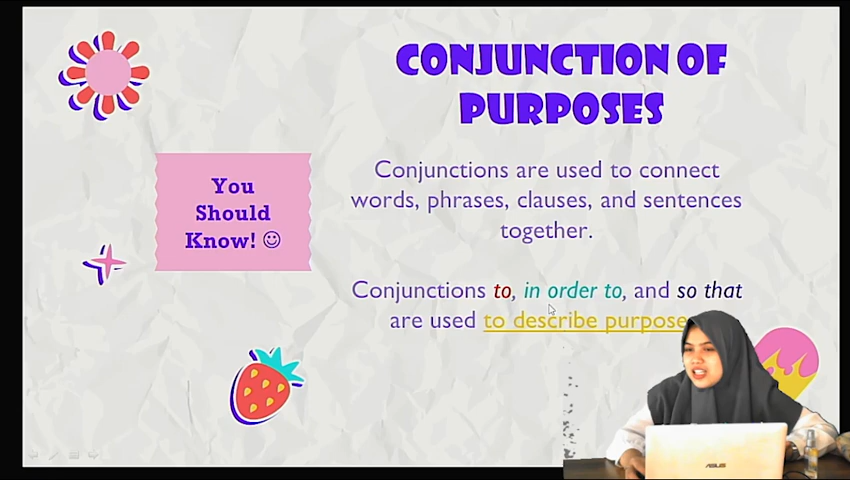 CONJUNCTION OF
PURPOSES
You
Should
Know! ☺
Conjunctions are used to connect
words, phrases, clauses, and sentences
together.
Conjunctions to, in order to, and so that
are used to describe purpose
ASUS